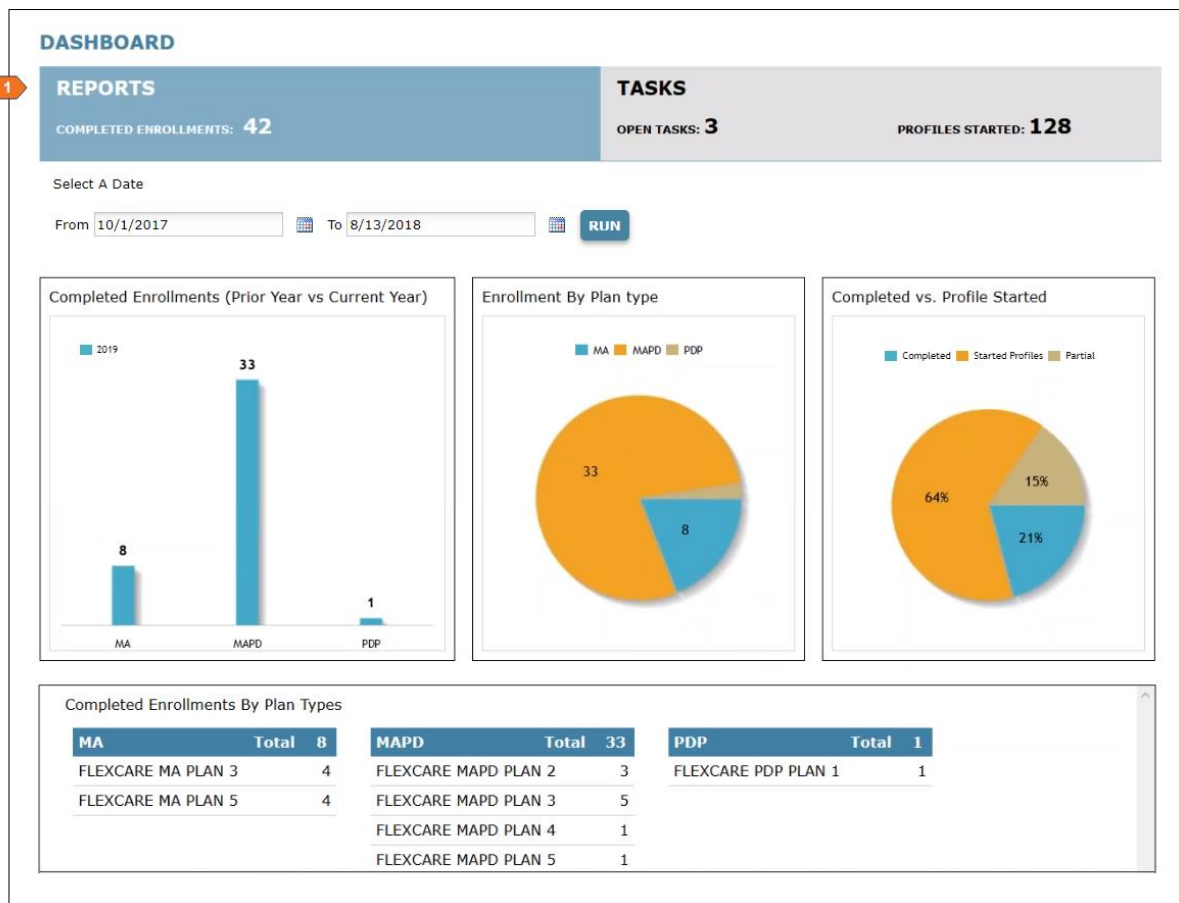 DASHBOARD
1
REPORTS
COMPLETED ENROLLMENTS: 42
TASKS
OPEN TASKS: 3
PROFILES STARTED: 128
Select A Date
From 10/1/2017 To 8/13/2018 RUN
Completed Enrollments (Prior Year vs Current Year)
2019
33
8
1
MA MAPD PDP
Enrollment By Plan type
MA MAPD PDP
33
8
Completed vs. Profile Started
Completed Started Profiles Partial
15%
64%
21%
Completed Enrollments By Plan Types
MA Total 8
FLEXCARE MA PLAN 3 4
FLEXCARE MA PLAN 5 4
MAPD Total 33
FLEXCARE MAPD PLAN 2 3
FLEXCARE MAPD PLAN 3 5
FLEXCARE MAPD PLAN 4 1
FLEXCARE MAPD PLAN 5 1
PDP Total 1
FLEXCARE PDP PLAN 1 1